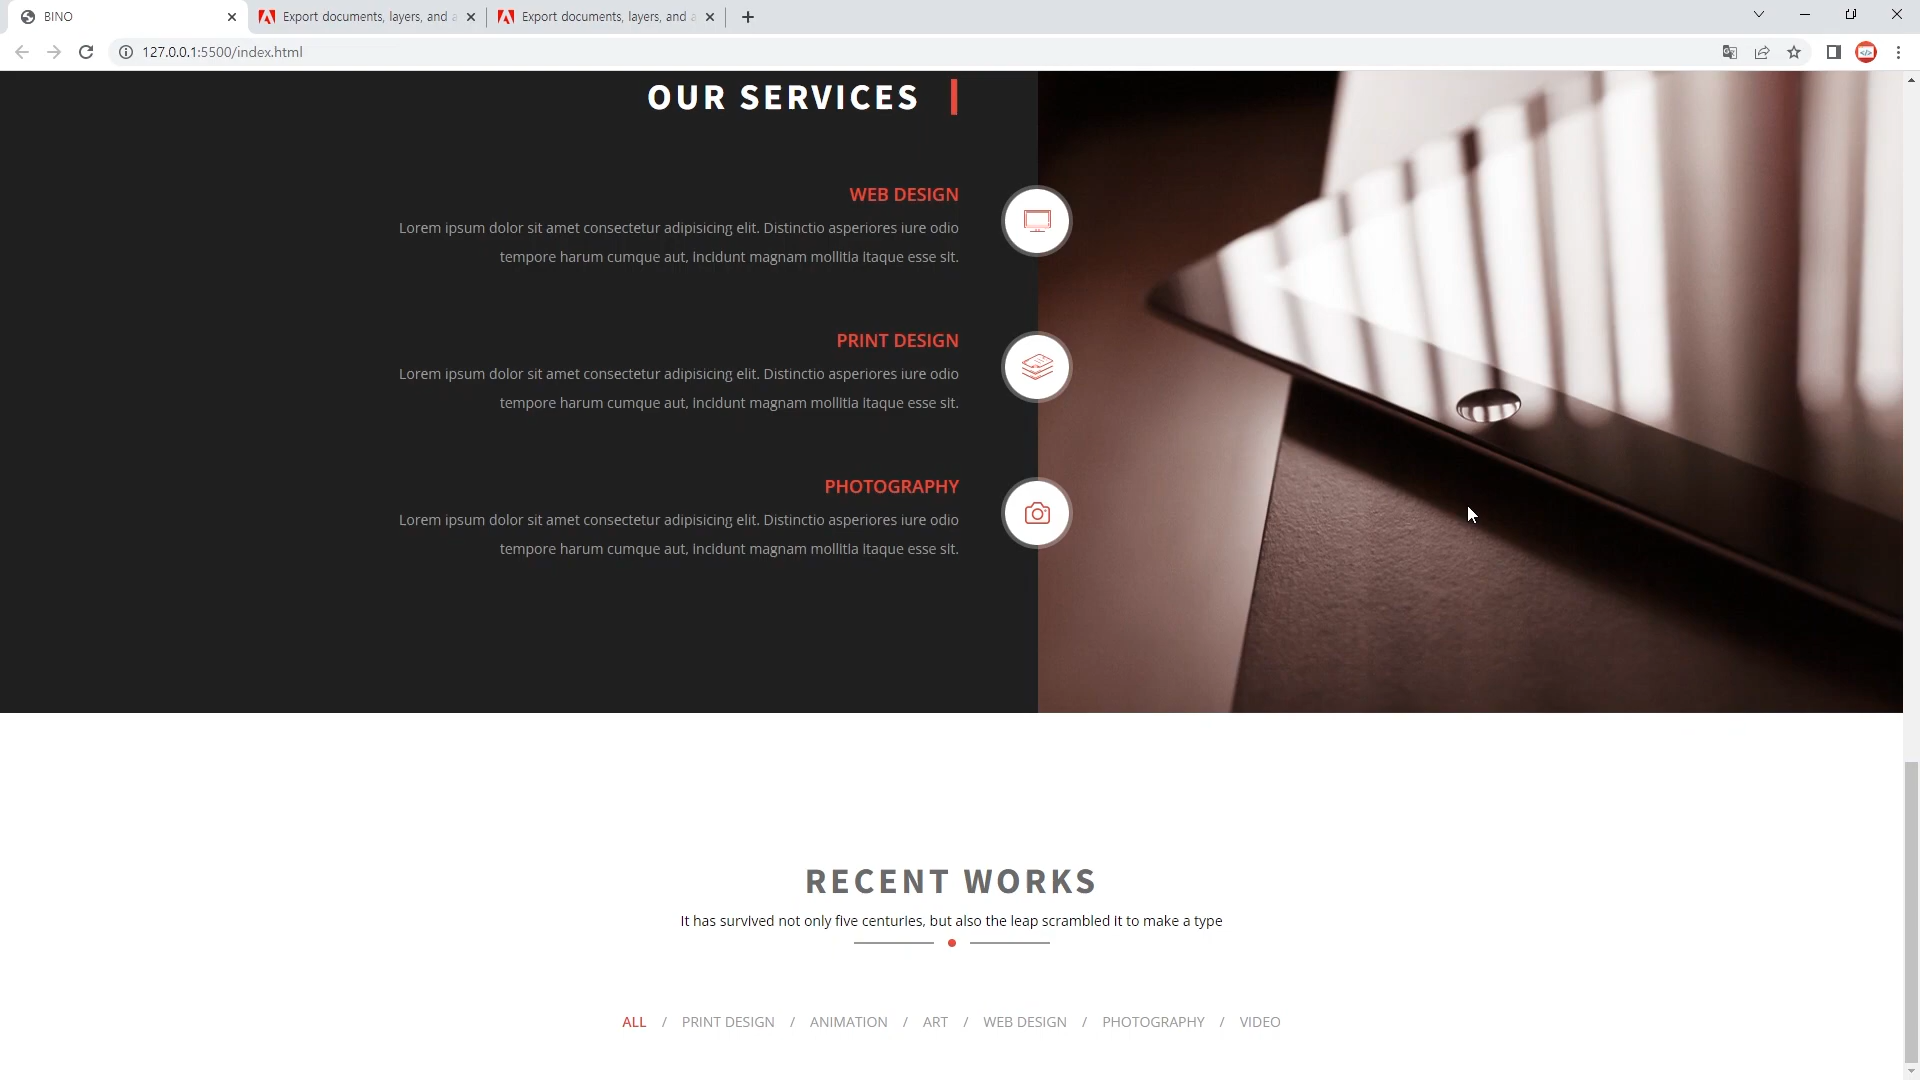 BINO
Export documents, layers, and a
Export documents, layers, and a
127.0.0.1:5500/index.html
OUR SERVICES
WEB DESIGN
Lorem ipsum dolor sit amet consectetur adipisicing elit. Distinctio asperiores iure odio
tempore harum cumque aut, incidunt magnam mollitia itaque esse sit.
PRINT DESIGN
Lorem ipsum dolor sit amet consectetur adipisicing elit. Distinctio asperiores iure odio
tempore harum cumque aut, incidunt magnam mollitia itaque esse sit.
PHOTOGRAPHY
Lorem ipsum dolor sit amet consectetur adipisicing elit. Distinctio asperiores iure odio
tempore harum cumque aut, incidunt magnam mollitia itaque esse sit.
RECENT WORKS
It has survived not only five centuries, but also the leap scrambled it to make a type
ALL / PRINT DESIGN / ANIMATION / ART / WEB DESIGN / PHOTOGRAPHY / VIDEO